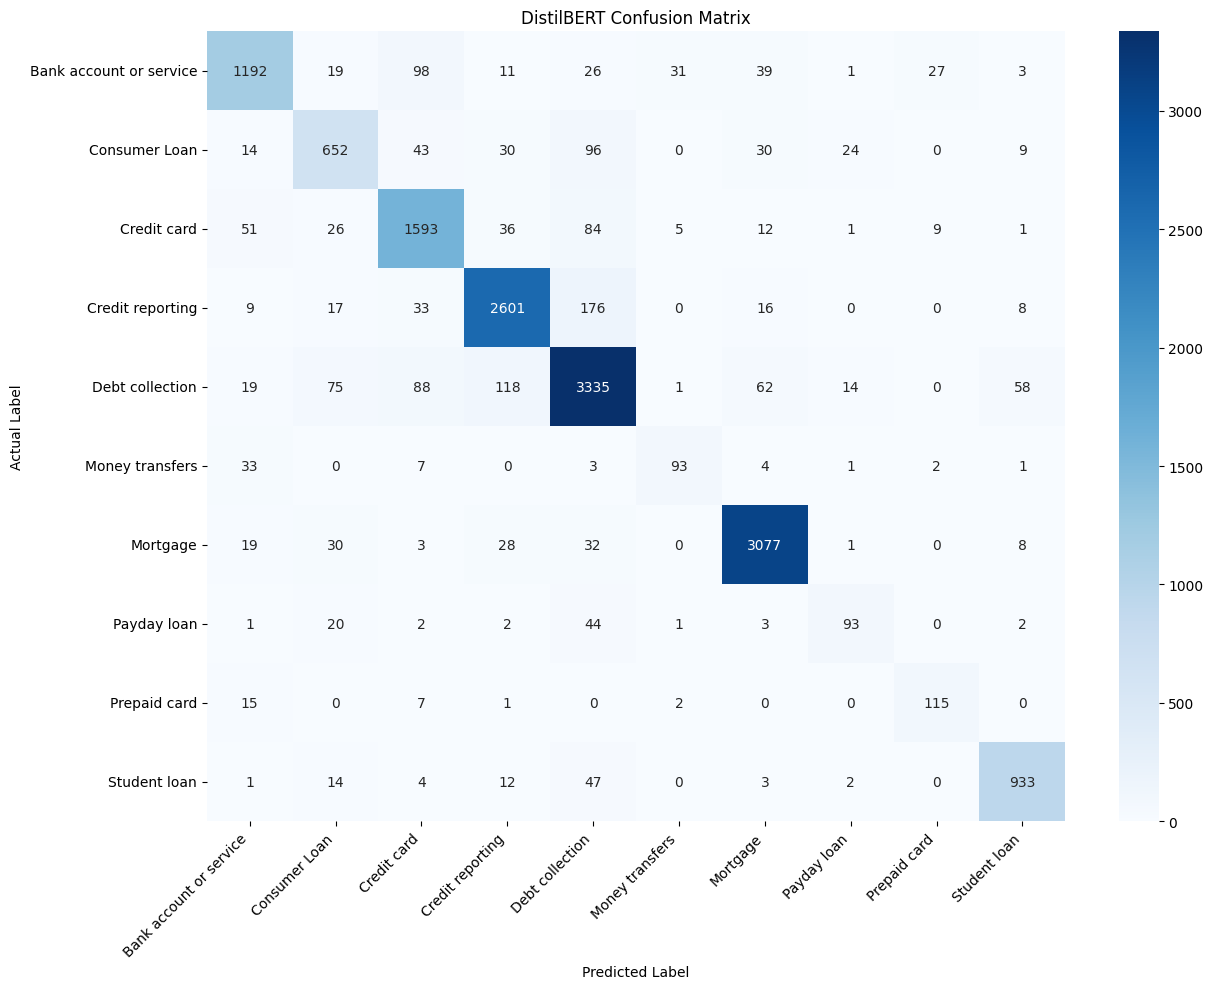 DistilBERT Confusion Matrix
Bank account or service 1192 19 98 11 26 31 39 1 27 3
Consumer Loan 14 652 43 30 96 0 30 24 0 9
Credit card 51 26 1593 36 84 5 12 1 9 1
Credit reporting 9 17 33 2601 176 0 16 0 0 8
Debt collection 19 75 88 118 3335 1 62 14 0 58
Money transfers 33 0 7 0 3 93 4 1 2 1
Mortgage 19 30 3 28 32 0 3077 1 0 8
Payday loan 1 20 2 2 44 1 3 93 0 2
Prepaid card 15 0 7 1 0 2 0 0 115 0
Student loan 1 14 4 12 47 0 3 2 0 933
Actual Label
Bank account or service
Consumer Loan
Credit card
Credit reporting
Debt collection
Money transfers
Mortgage
Payday loan
Prepaid card
Student loan
Predicted Label
3000
2500
2000
1500
1000
500
0